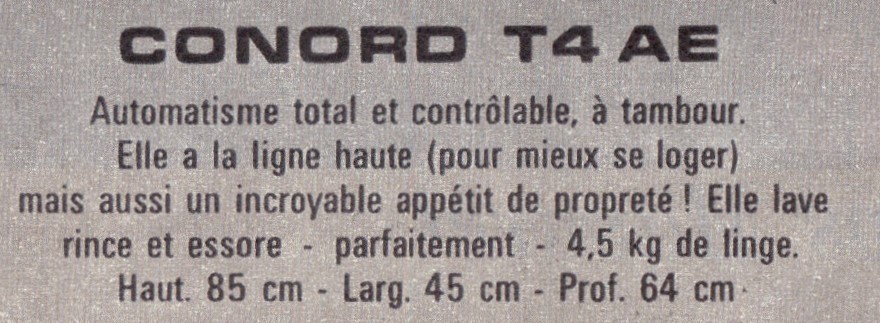 CONORD T4 AE
Automatisme total et contrôlable, à tambour.
Elle a la ligne haute (pour mieux se loger)
mais aussi un incroyable appétit de propreté ! Elle lave
rince et essore - parfaitement - 4,5 kg de linge.
Haut. 85 cm - Larg. 45 cm - Prof. 64 cm